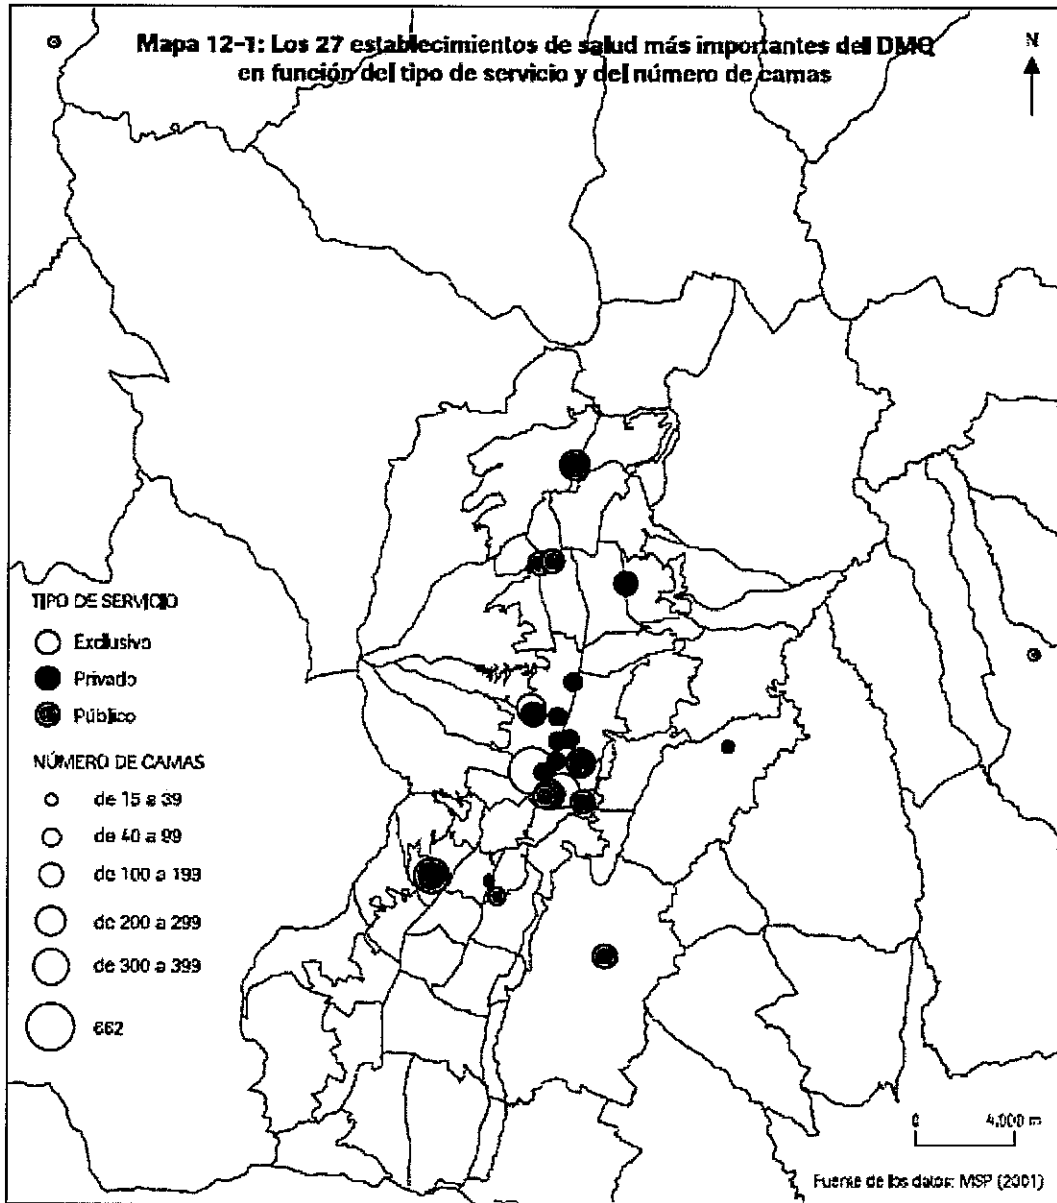 Mapa 12-1: Los 27 establecimientos de salud más importantes del DMQ
en función del tipo de servicio y del número de camas
N
TIPO DE SERVICIO
Exclusivo
Privado
Público
NÚMERO DE CAMAS
de 15 a 39
de 40 a 99
de 100 a 199
de 200 a 299
de 300 a 399
662
0 4.000 m
Fuente de los datos: MSP (2001)